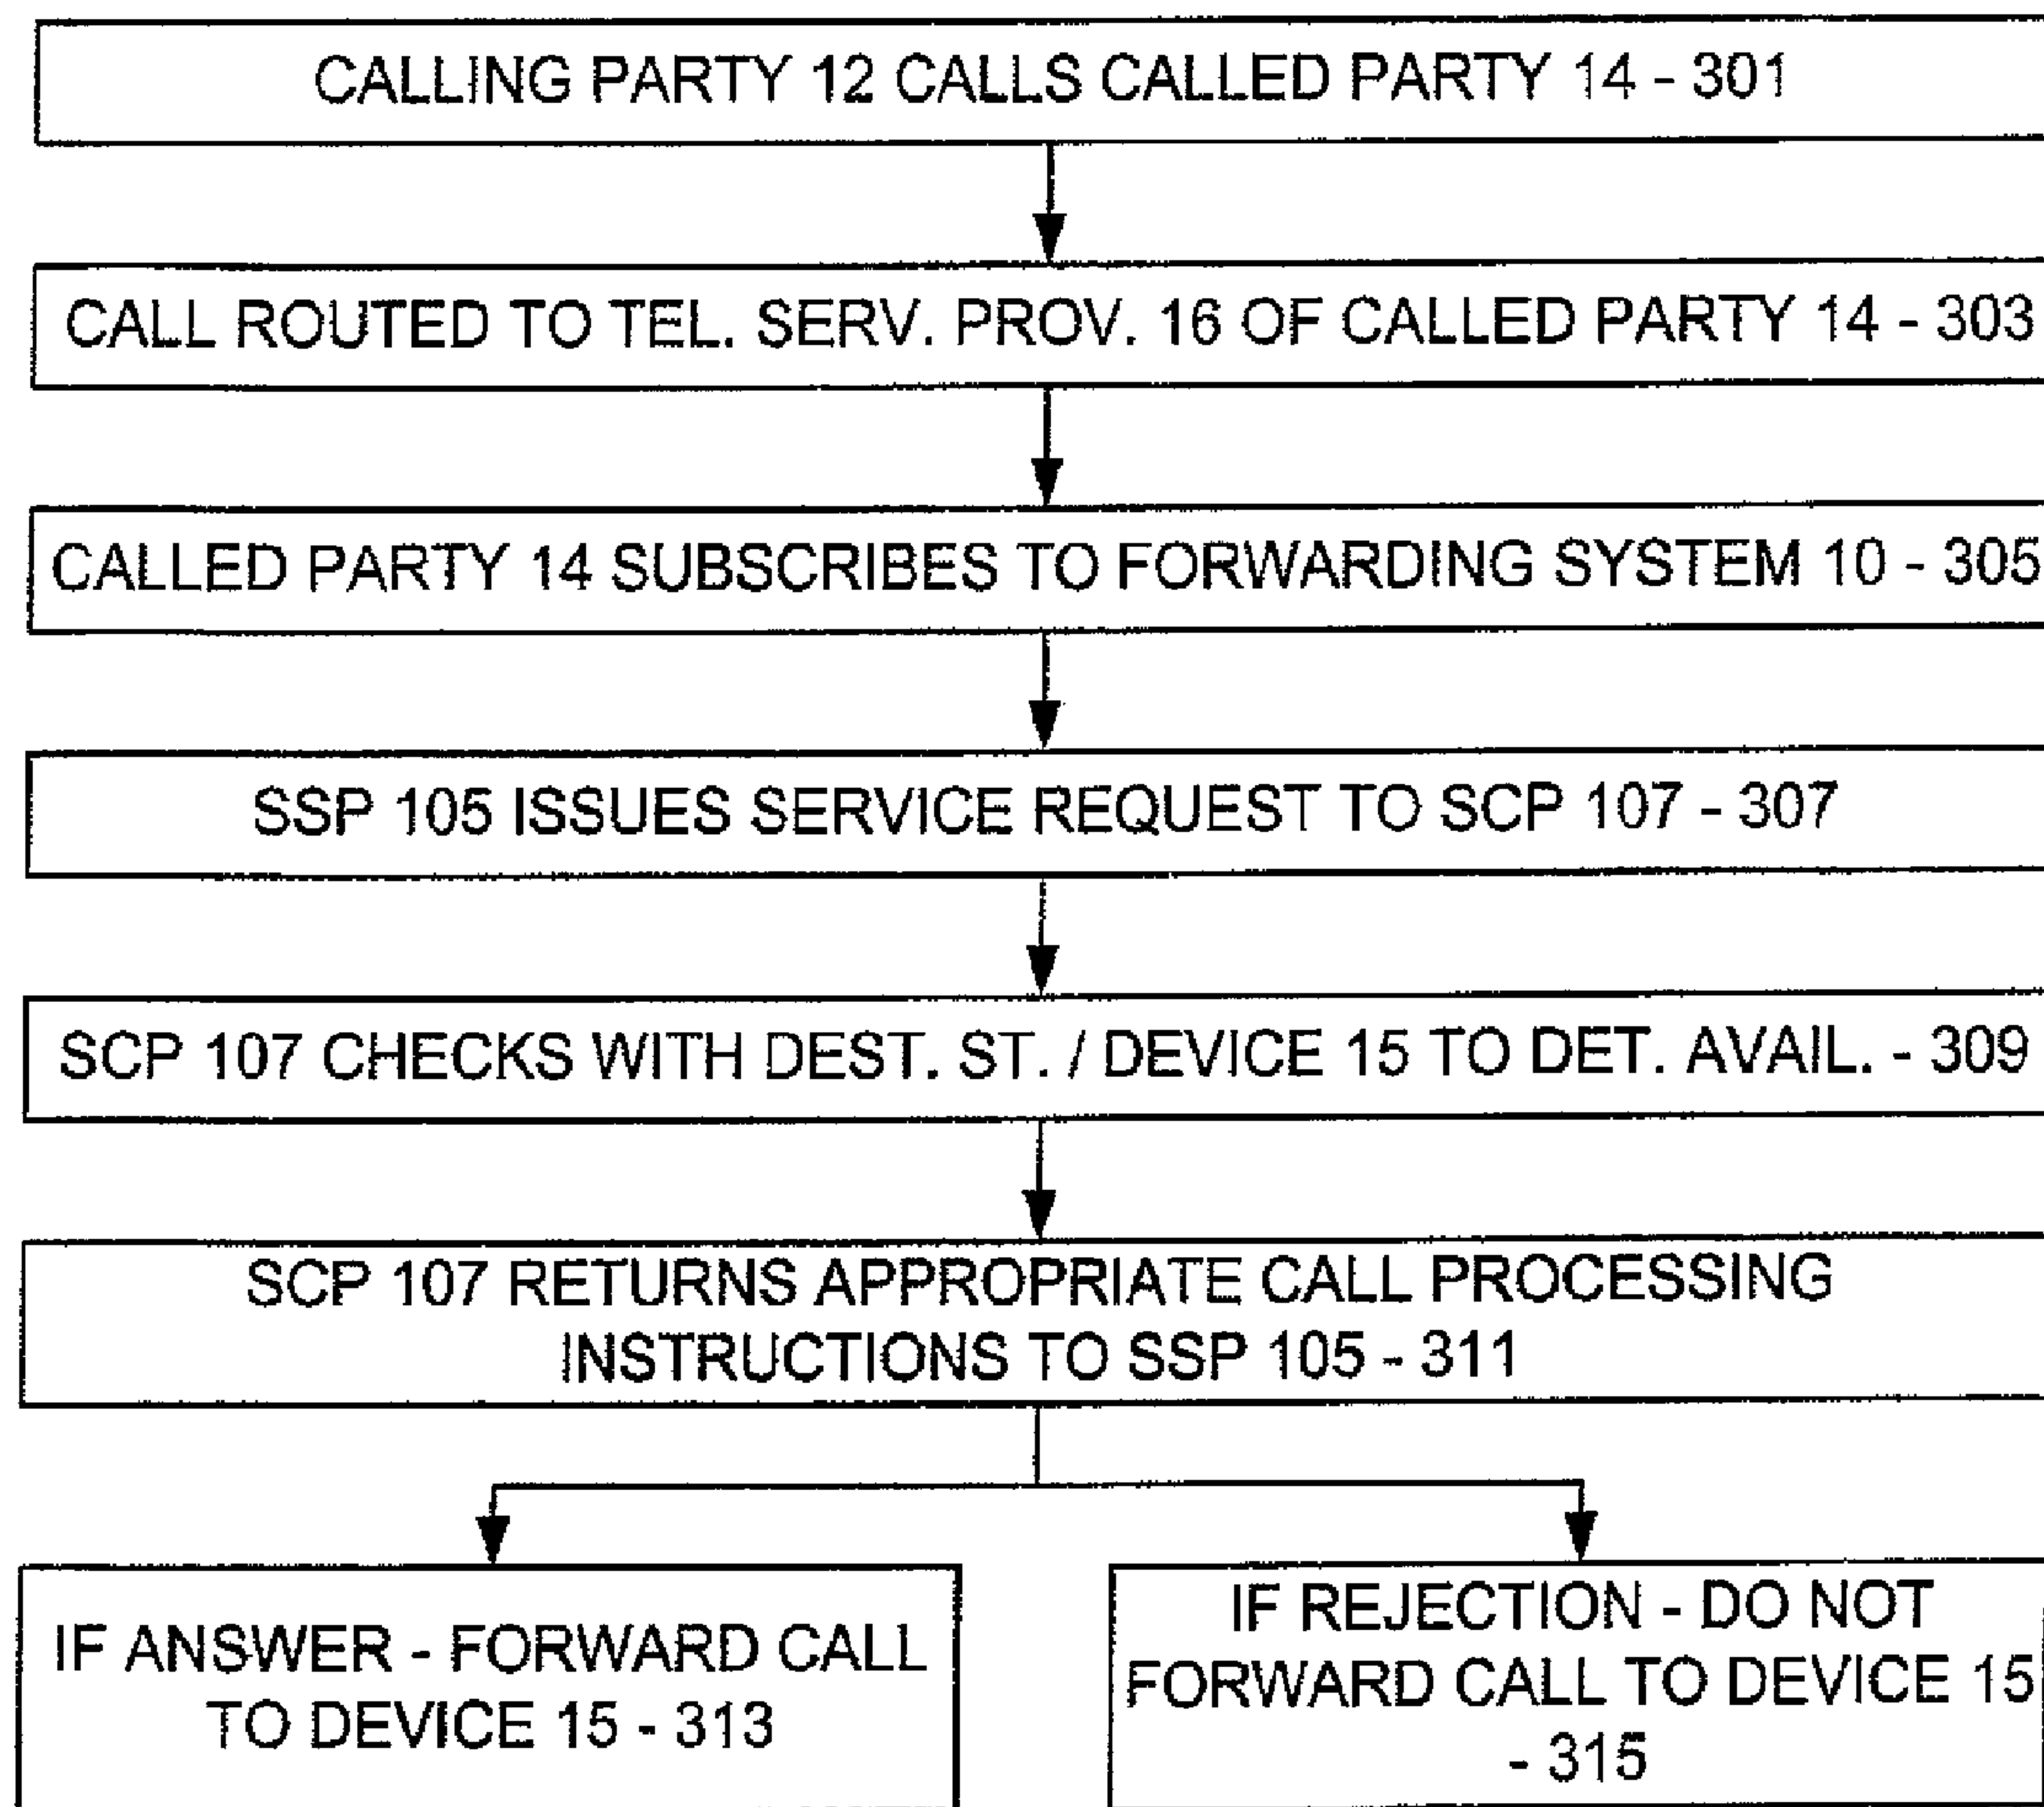 CALLING PARTY 12 CALLS CALLED PARTY 14 - 301
CALL ROUTED TO TEL. SERV. PROV. 16 OF CALLED PARTY 14 - 303
CALLED PARTY 14 SUBSCRIBES TO FORWARDING SYSTEM 10 - 305
SSP 105 ISSUES SERVICE REQUEST TO SCP 107 - 307
SCP 107 CHECKS WITH DEST. ST. / DEVICE 15 TO DET. AVAIL. - 309
SCP 107 RETURNS APPROPRIATE CALL PROCESSING
INSTRUCTIONS TO SSP 105 - 311
IF ANSWER - FORWARD CALL
TO DEVICE 15 - 313
IF REJECTION - DO NOT
FORWARD CALL TO DEVICE 15
- 315